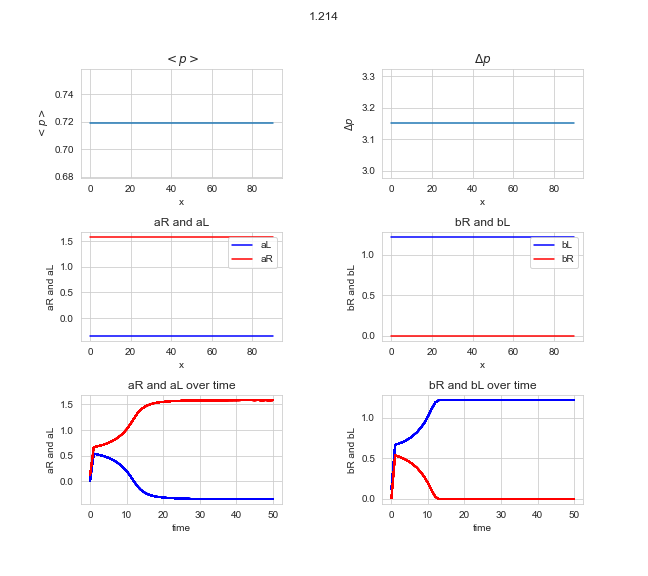 1.214
< p >
Δp
0.74
0.72
0.70
0.68
< p >
0 20 40 60 80
x
3.3
3.2
3.1
3.0
Δp
0 20 40 60 80
x
aR and aL
bR and bL
1.5
1.0
0.5
0.0
aR and aL
aL
aR
0 20 40 60 80
x
1.0
0.5
0.0
bR and bL
bL
bR
0 20 40 60 80
x
aR and aL over time
bR and bL over time
1.5
1.0
0.5
0.0
aR and aL
0 10 20 30 40 50
time
1.0
0.5
0.0
bR and bL
0 10 20 30 40 50
time